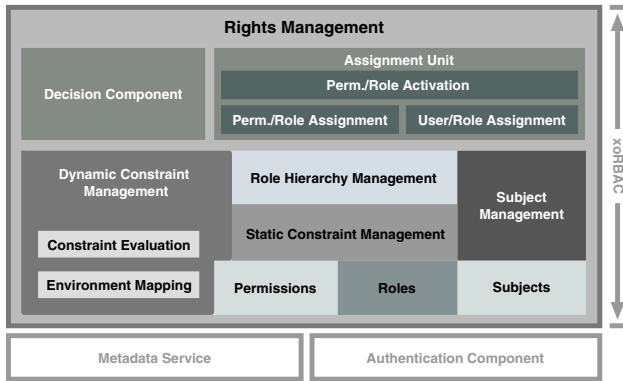 Rights Management
Decision Component
Assignment Unit
Perm./Role Activation
Perm./Role Assignment
User/Role Assignment
xoRBAC
Dynamic Constraint
Management
Role Hierarchy Management
Subject
Management
Static Constraint Management
Constraint Evaluation
Environment Mapping
Permissions
Roles
Subjects
Metadata Service
Authentication Component